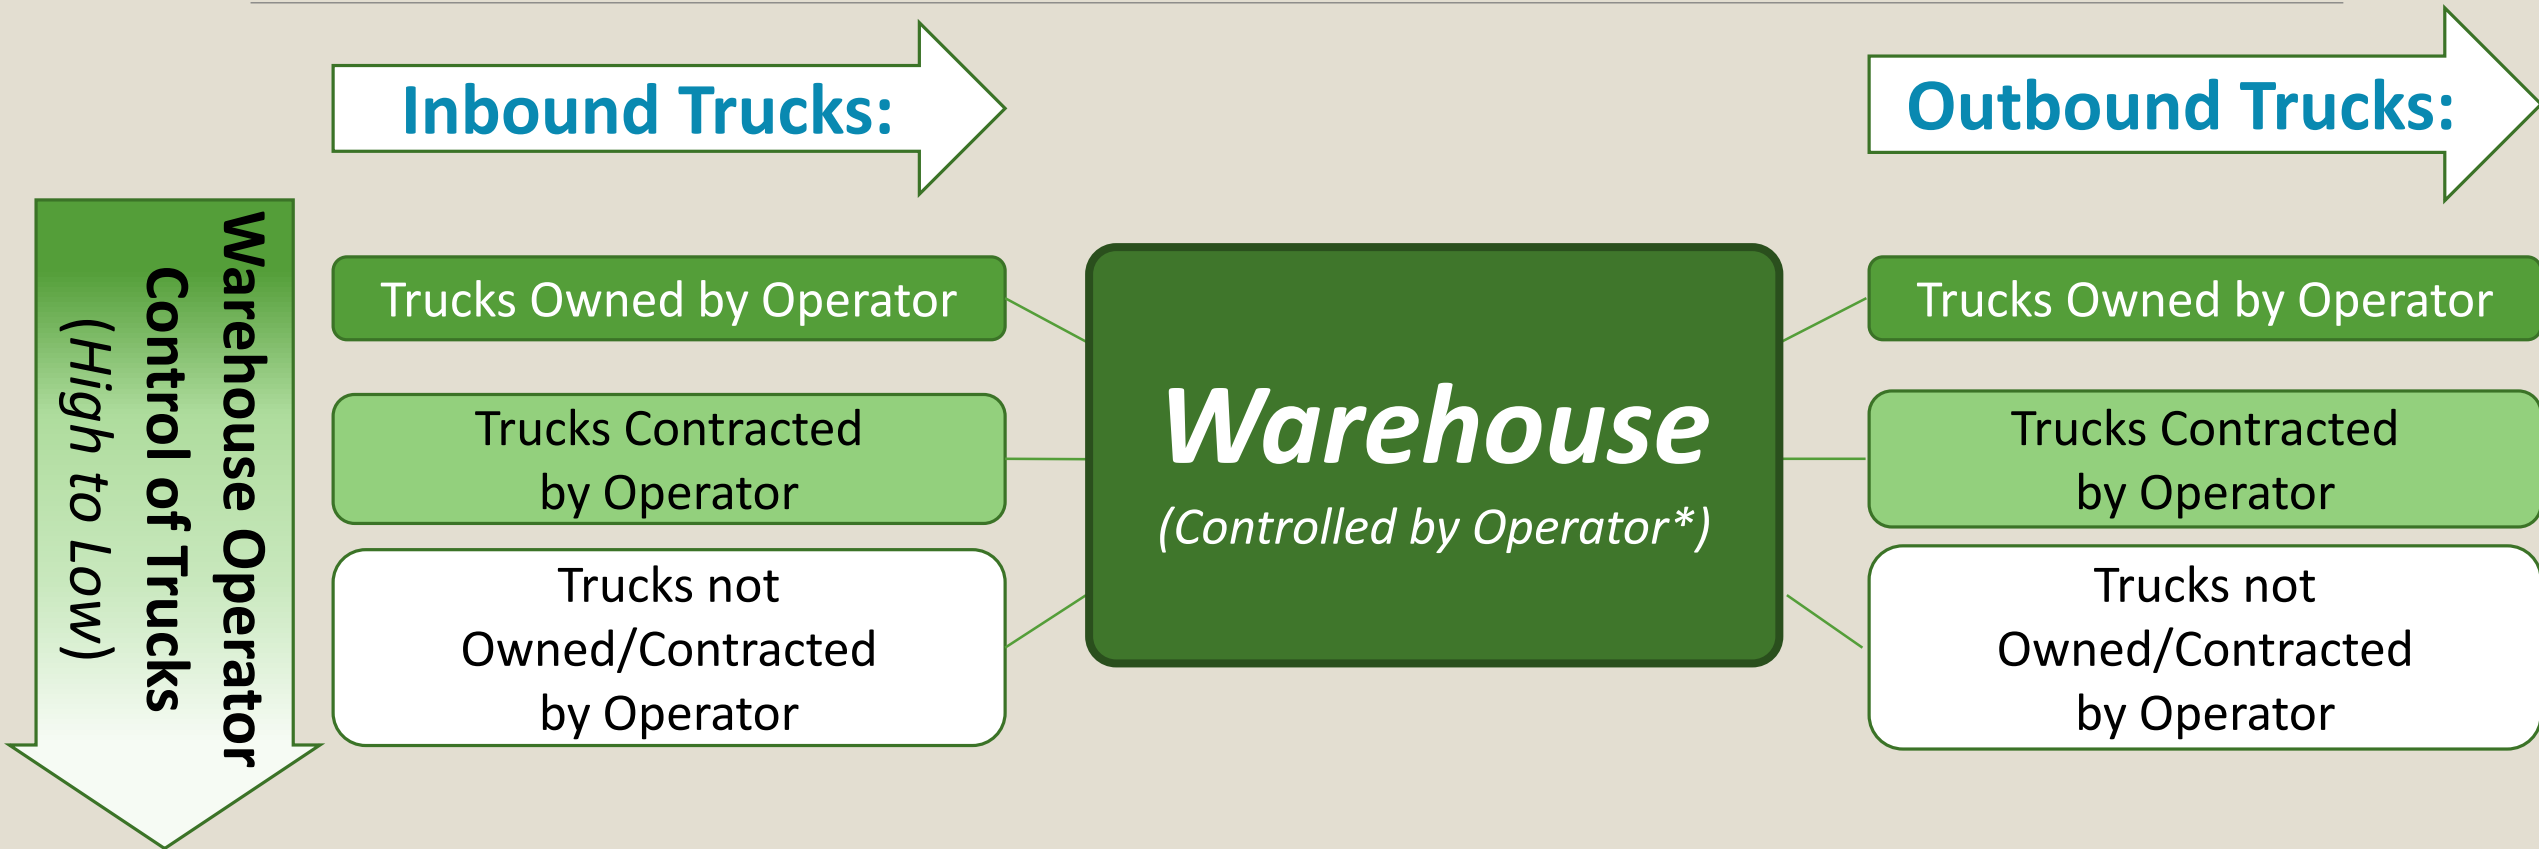 Inbound Trucks:
Outbound Trucks:
Warehouse Operator
Control of Trucks
(High to Low)
Trucks Owned by Operator
Trucks Contracted
by Operator
Trucks not
Owned/Contracted
by Operator
Warehouse
(Controlled by Operator*)
Trucks Owned by Operator
Trucks Contracted
by Operator
Trucks not
Owned/Contracted
by Operator